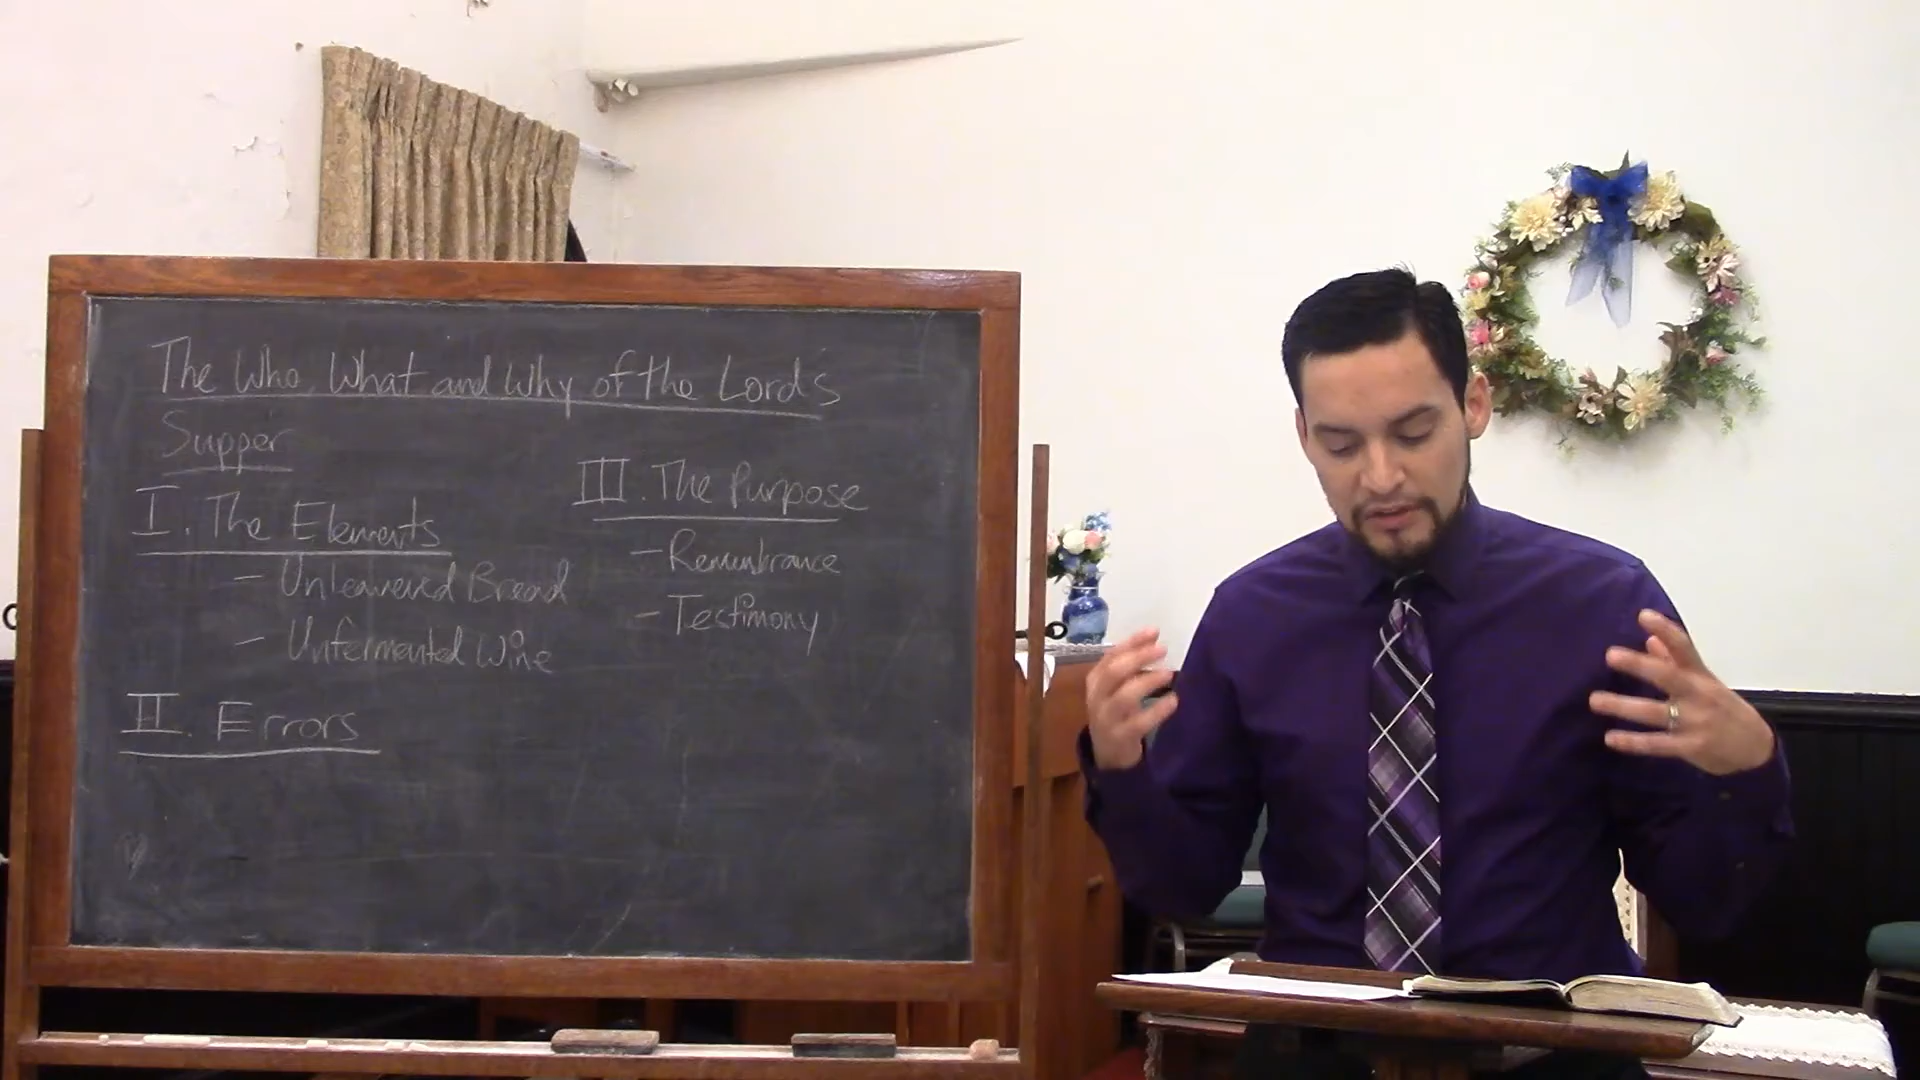 The Who, What and Why of the Lord's
Supper
I. The Elements
- Unleavened Bread
- Unfermented Wine
II. Errors
III. The Purpose
- Remembrance
- Testimony